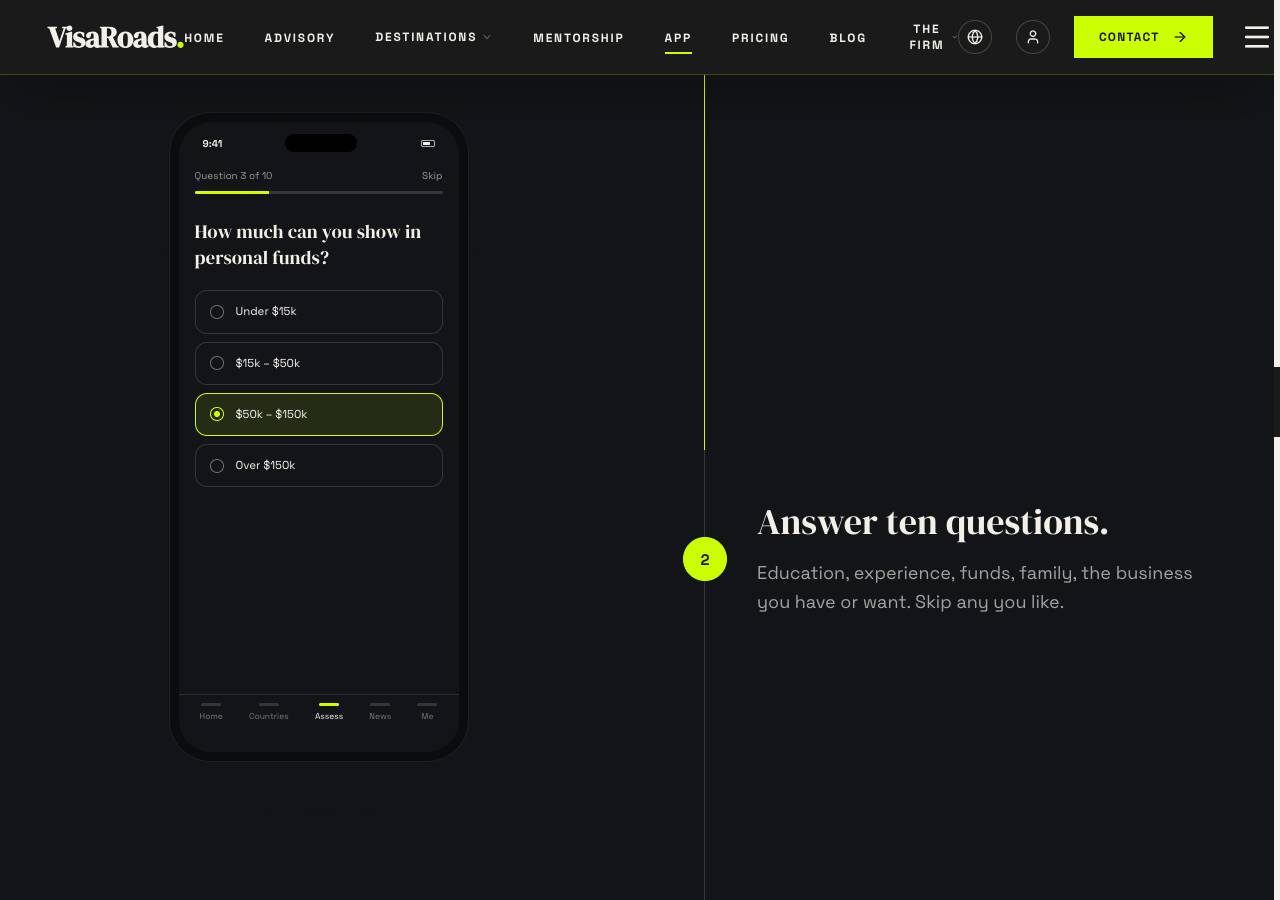 VisaRoads.
HOME
ADVISORY
DESTINATIONS
MENTORSHIP
APP
PRICING
BLOG
THE
FIRM
CONTACT
9:41
Question 3 of 10
Skip
How much can you show in
personal funds?
Under $15k
$15k – $50k
$50k – $150k
Over $150k
Home
Countries
Assess
News
Me
2
Answer ten questions.
Education, experience, funds, family, the business
you have or want. Skip any you like.